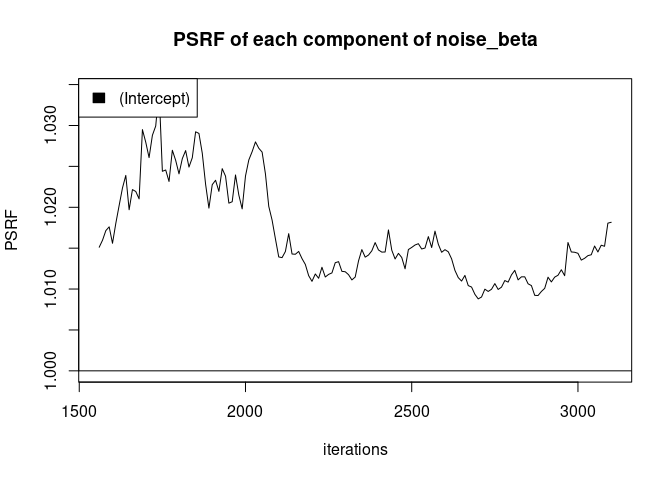 PSRF of each component of noise_beta
(Intercept)
PSRF
1.030
1.020
1.010
1.000
1500 2000 2500 3000
iterations